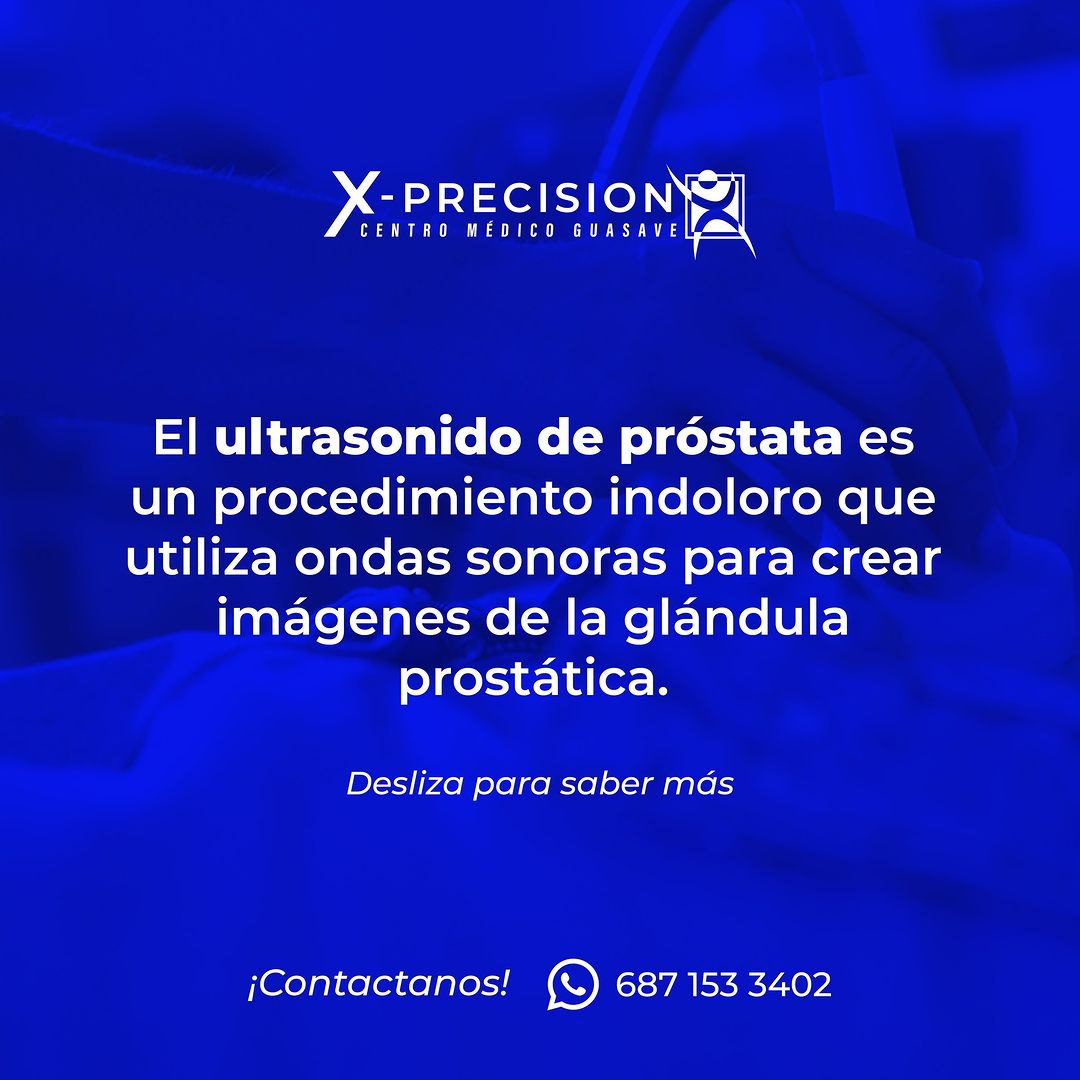 X-PRECISION
CENTRO MÉDICO GUASAVE
El ultrasonido de próstata es
un procedimiento indoloro que
utiliza ondas sonoras para crear
imágenes de la glándula
prostática.
Desliza para saber más
¡Contactanos! 687 153 3402